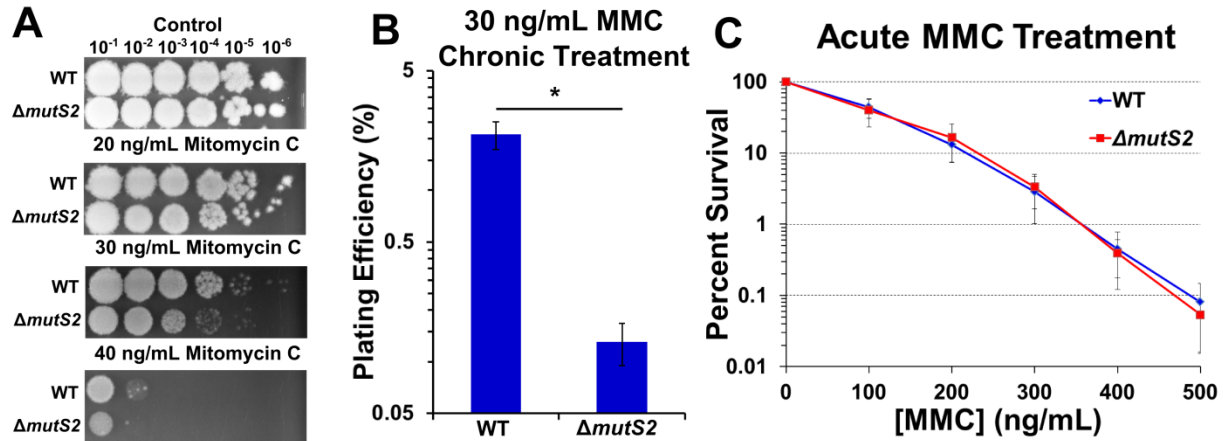 A
Control
10-1 10-2 10-3 10-4 10-5 10-6
WT
ΔmutS2
20 ng/mL Mitomycin C
WT
ΔmutS2
30 ng/mL Mitomycin C
WT
ΔmutS2
40 ng/mL Mitomycin C
WT
ΔmutS2
B
30 ng/mL MMC
Chronic Treatment
Plating Efficiency (%)
5
0.5
0.05
*
WT ΔmutS2
C
Acute MMC Treatment
Percent Survival
100
10
1
0.1
0.01
WT
ΔmutS2
0 100 200 300 400 500
[MMC] (ng/mL)